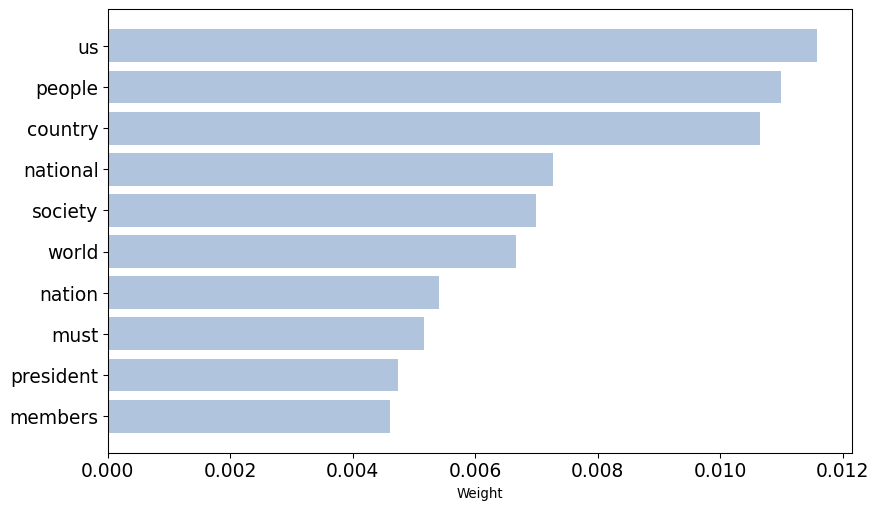 us
people
country
national
society
world
nation
must
president
members
0.000 0.002 0.004 0.006 0.008 0.010 0.012
Weight